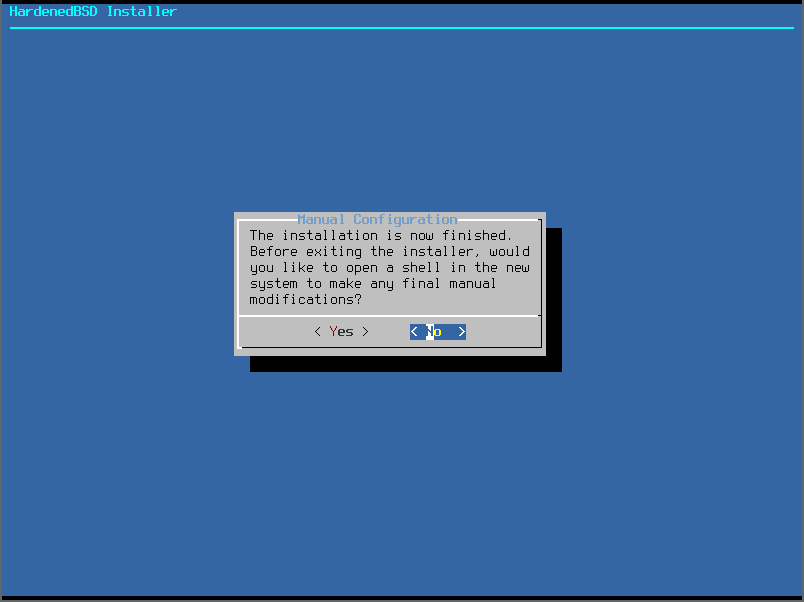 HardenedBSD Installer
Manual Configuration
The installation is now finished.
Before exiting the installer, would
you like to open a shell in the new
system to make any final manual
modifications?
< Yes > < No >